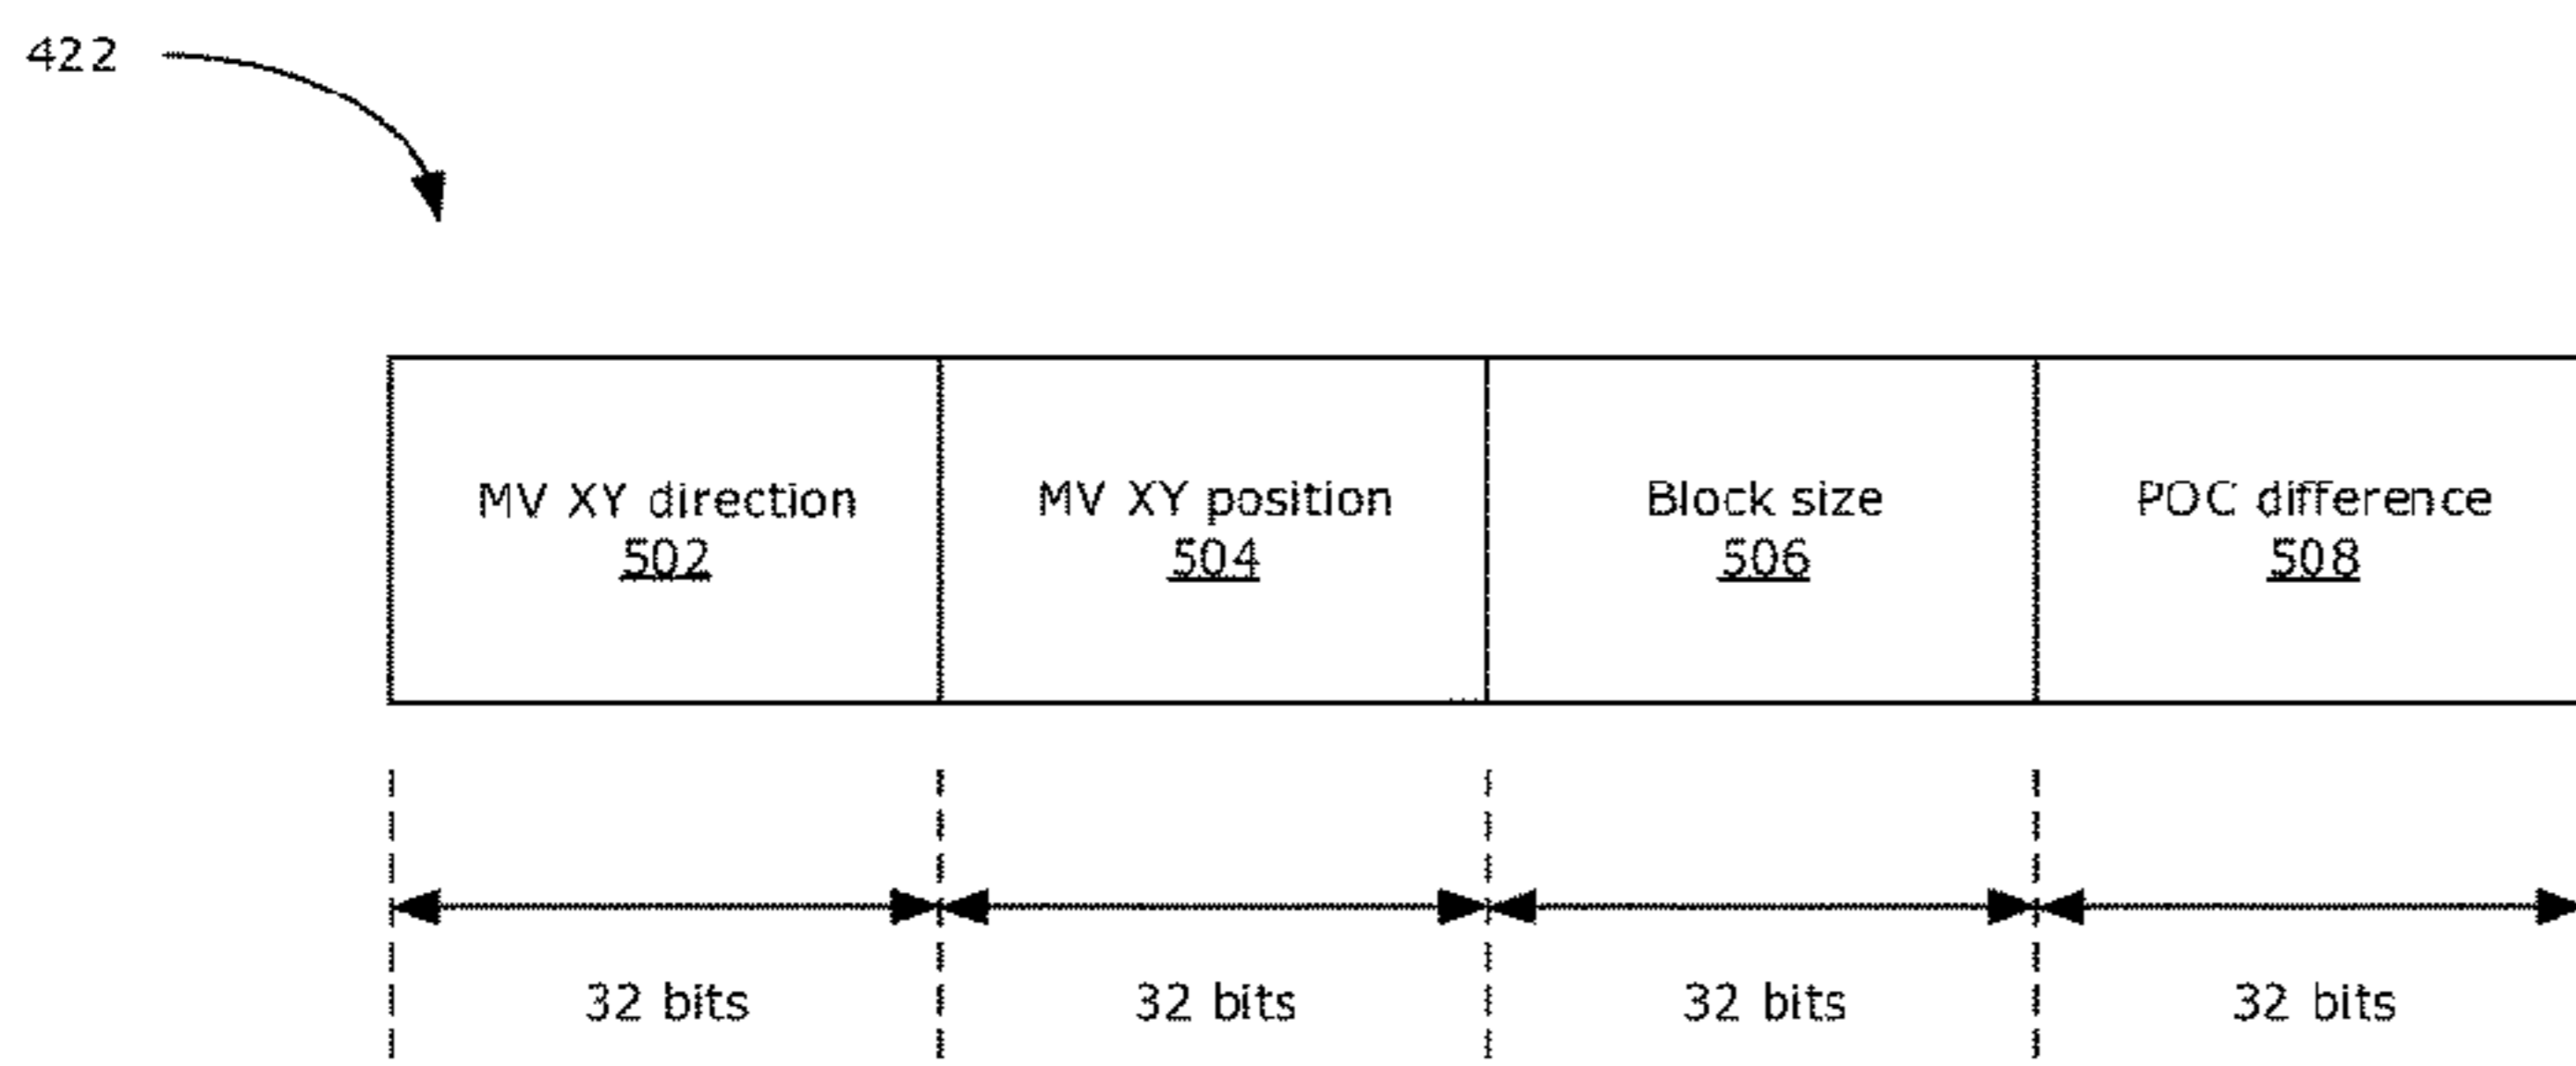 422
MV XY direction
502
MV XY position
504
Block size
506
POC difference
508
32 bits
32 bits
32 bits
32 bits